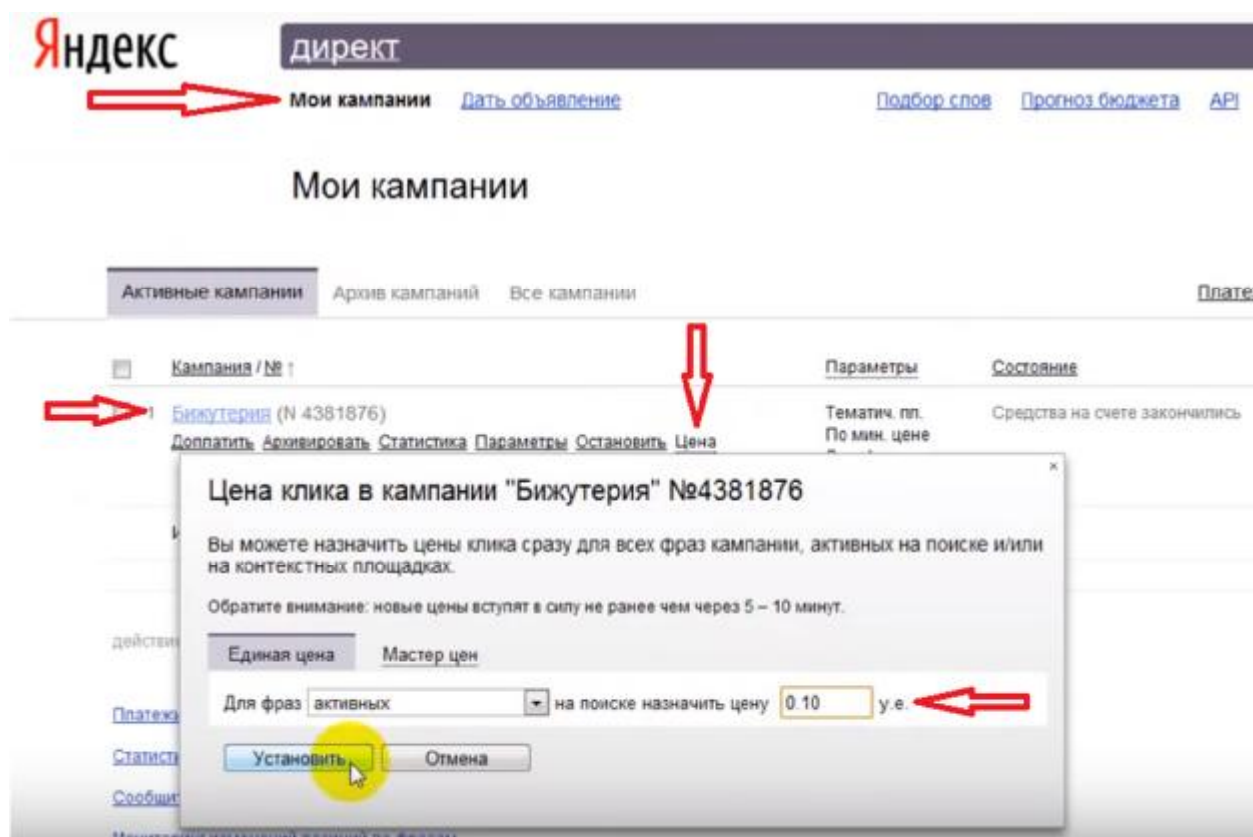 Яндекс
директ
Мои кампании Дать объявление Подбор слов Прогноз бюджета API
Мои кампании
Активные кампании Архив кампаний Все кампании
Кампания / № ↑ Параметры Состояние
1 Бижутерия (N 4381876) Тематич. пл. Средства на счете закончились
Доплатить Архивировать Статистика Параметры Остановить Цена По мин. цене
Цена клика в кампании "Бижутерия" №4381876
Вы можете назначить цены клика сразу для всех фраз кампании, активных на поиске и/или
на контекстных площадках.
Обратите внимание: новые цены вступят в силу не ранее чем через 5 – 10 минут.
Единая цена Мастер цен
Для фраз активных на поиске назначить цену 0.10 у.е.
Установить Отмена